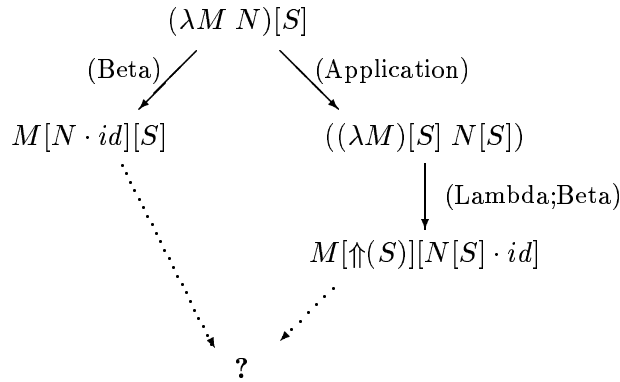 (λM N)[S]
(Beta) (Application)
M[N · id][S] ((λM)[S] N[S])
(Lambda;Beta)
M[⇑(S)][N[S] · id]
?